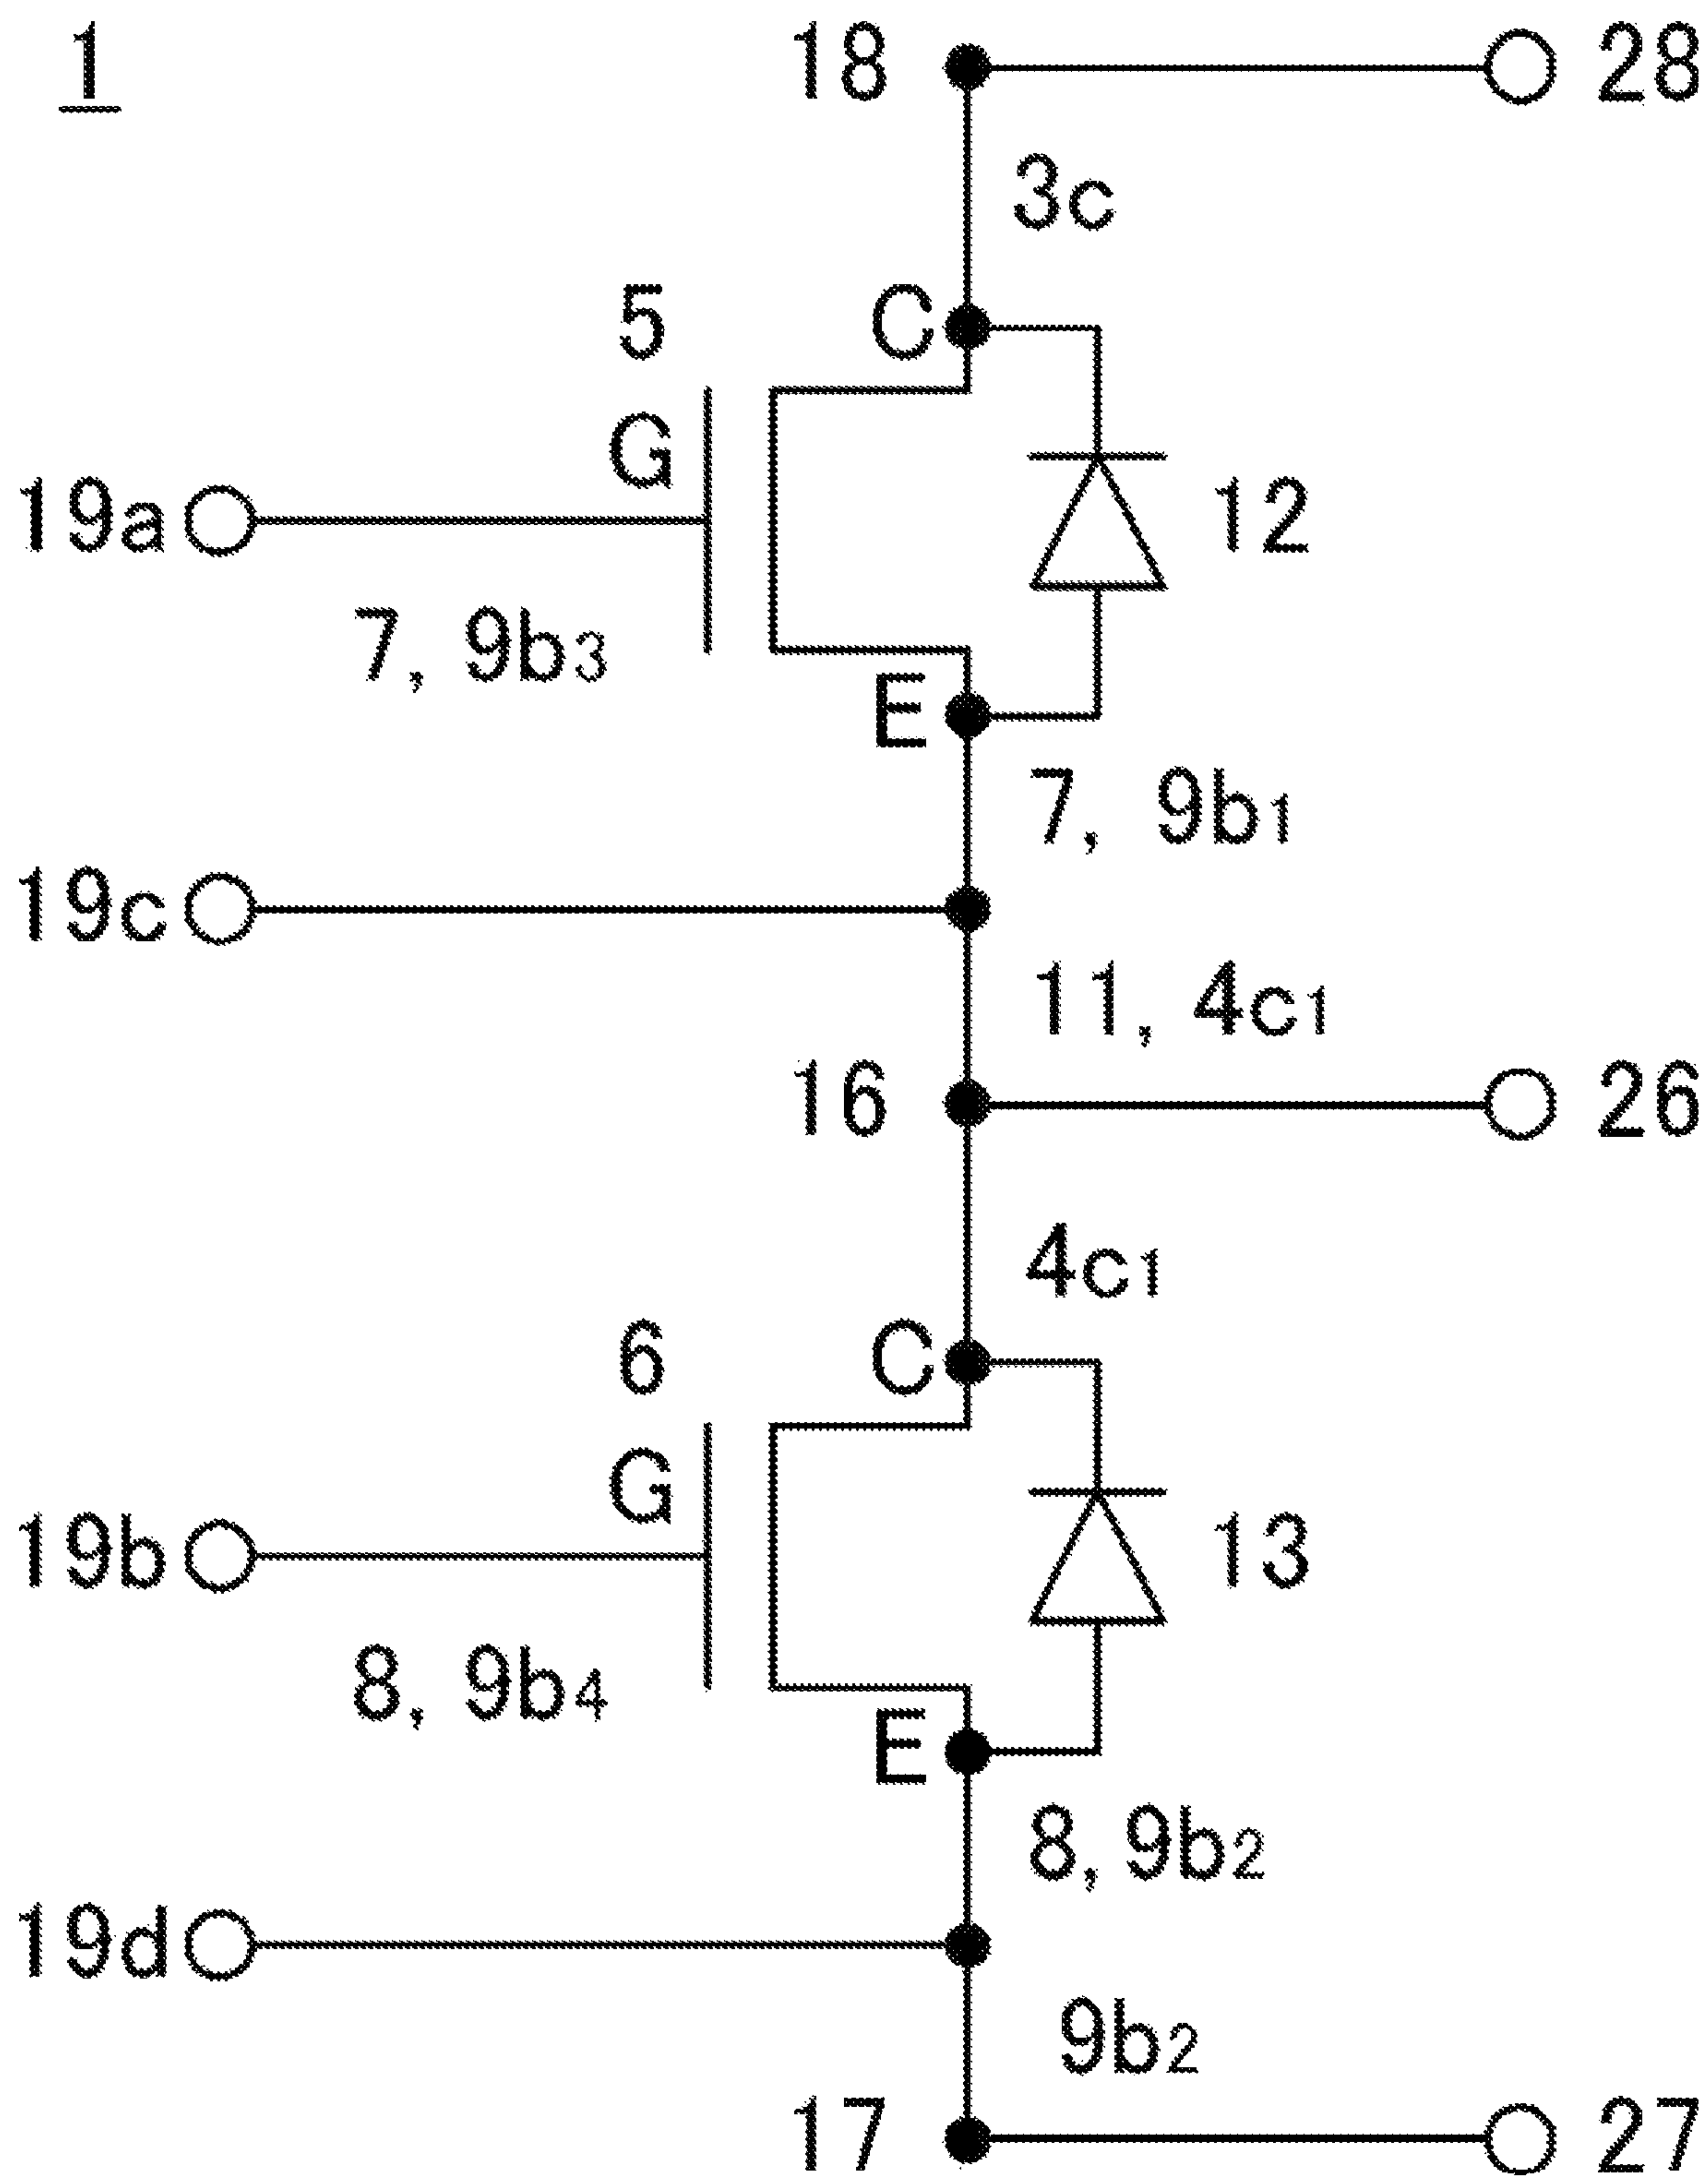 1 18 28
3c
5 C
G
19a 12
7, 9b3
E
7, 9b1
19c
11, 4c1
16 26
4c1
6 C
G
19b 13
8, 9b4
E
8, 9b2
19d
9b2
17 27